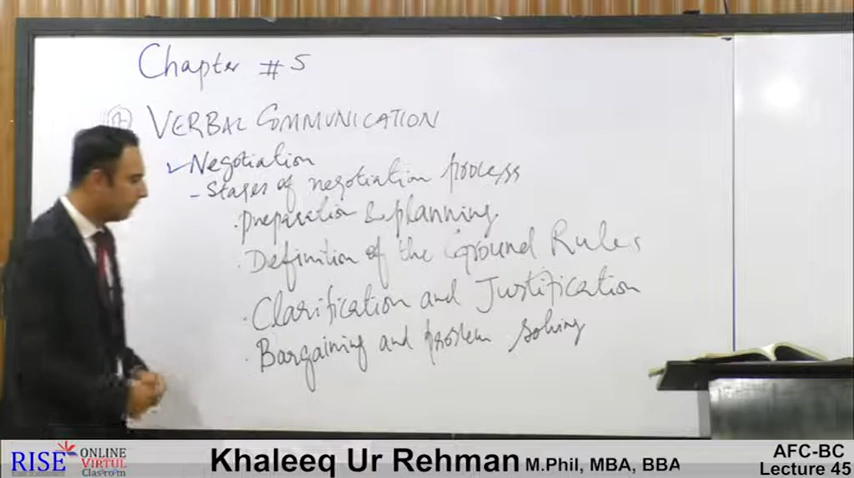 Chapter # 5
VERBAL COMMUNICATION
Negotiation
- Stages of negotiation process
· Preparation & planning
· Definition of the Ground Rules
· Clarification and Justification
· Bargaining and problem solving
RISE ONLINE VIRTUL Classroom
Khaleeq Ur Rehman M.Phil, MBA, BBA
AFC-BC
Lecture 45